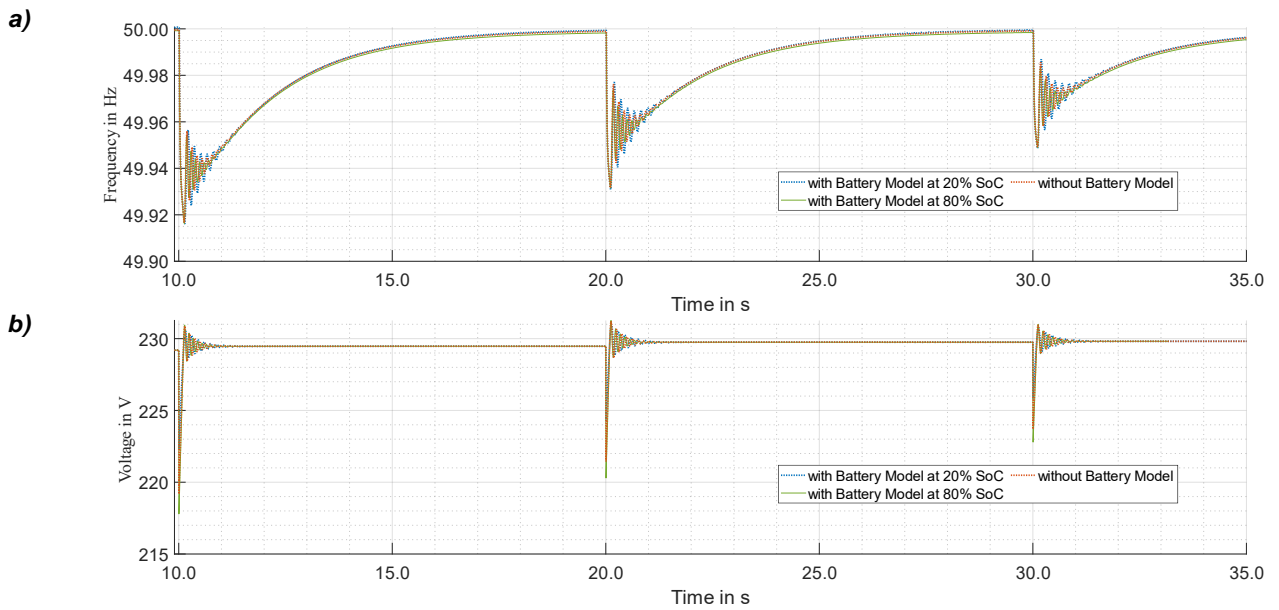 a)
50.00
49.98
49.96
49.94
49.92
49.90
Frequency in Hz
with Battery Model at 20% SoC without Battery Model
with Battery Model at 80% SoC
10.0 15.0 20.0 25.0 30.0 35.0
Time in s
b)
230
225
220
215
Voltage in V
with Battery Model at 20% SoC without Battery Model
with Battery Model at 80% SoC
10.0 15.0 20.0 25.0 30.0 35.0
Time in s